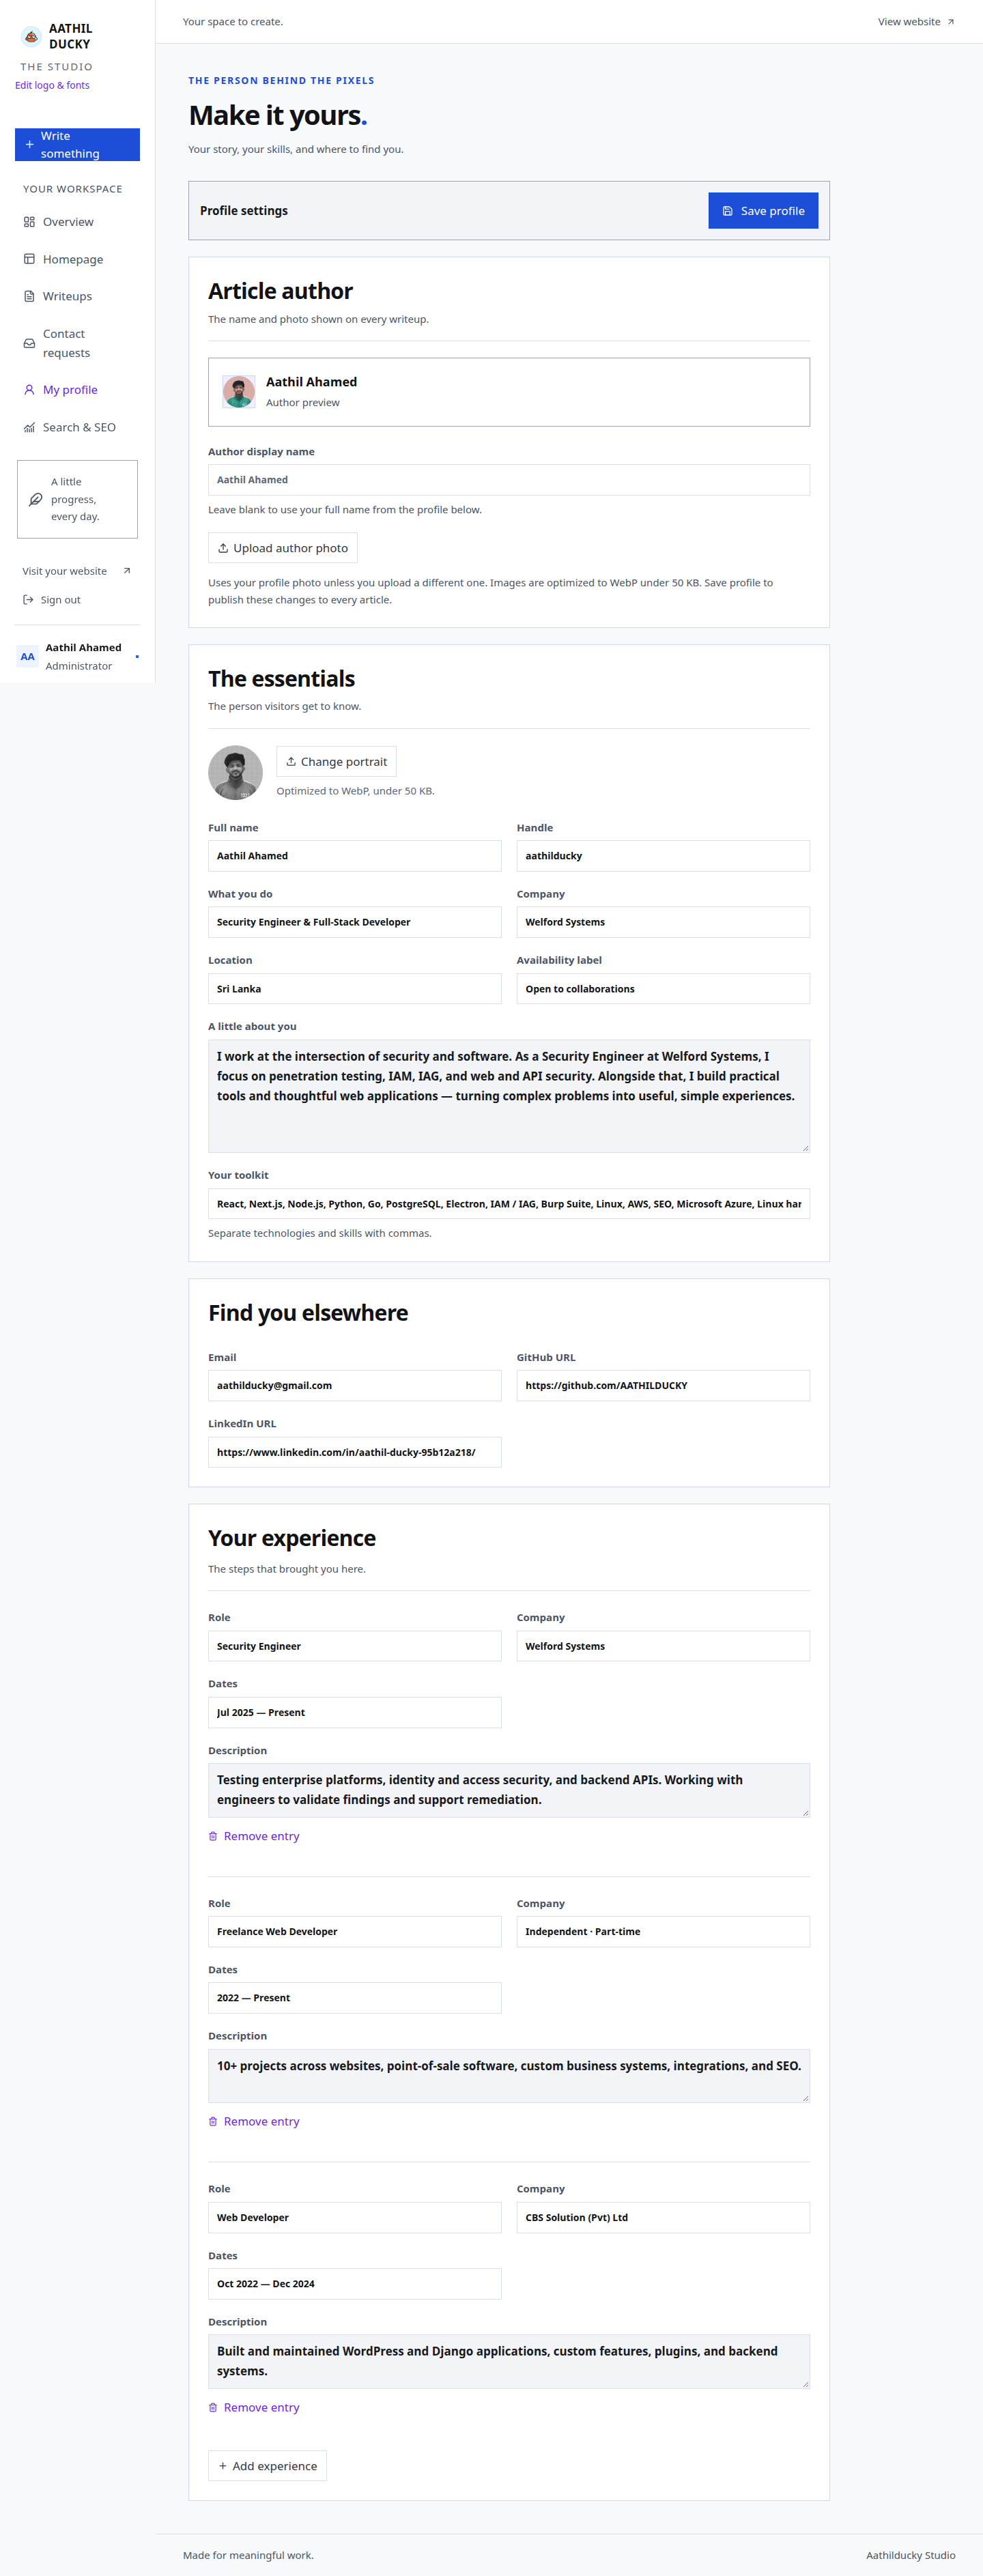 AATHIL
DUCKY
THE STUDIO
Edit logo & fonts
Write
something
YOUR WORKSPACE
Overview
Homepage
Writeups
Contact
requests
My profile
Search & SEO
A little
progress,
every day.
Visit your website
Sign out
AA
Aathil Ahamed
Administrator
Your space to create.
View website
THE PERSON BEHIND THE PIXELS
Make it yours.
Your story, your skills, and where to find you.
Profile settings
Save profile
Article author
The name and photo shown on every writeup.
Aathil Ahamed
Author preview
Author display name
Aathil Ahamed
Leave blank to use your full name from the profile below.
Upload author photo
Uses your profile photo unless you upload a different one. Images are optimized to WebP under 50 KB. Save profile to
publish these changes to every article.
The essentials
The person visitors get to know.
Change portrait
Optimized to WebP, under 50 KB.
Full name
Handle
Aathil Ahamed
aathilducky
What you do
Company
Security Engineer & Full-Stack Developer
Welford Systems
Location
Availability label
Sri Lanka
Open to collaborations
A little about you
I work at the intersection of security and software. As a Security Engineer at Welford Systems, I
focus on penetration testing, IAM, IAG, and web and API security. Alongside that, I build practical
tools and thoughtful web applications — turning complex problems into useful, simple experiences.
Your toolkit
React, Next.js, Node.js, Python, Go, PostgreSQL, Electron, IAM / IAG, Burp Suite, Linux, AWS, SEO, Microsoft Azure, Linux har
Separate technologies and skills with commas.
Find you elsewhere
Email
GitHub URL
aathilducky@gmail.com
https://github.com/AATHILDUCKY
LinkedIn URL
https://www.linkedin.com/in/aathil-ducky-95b12a218/
Your experience
The steps that brought you here.
Role
Company
Security Engineer
Welford Systems
Dates
Jul 2025 — Present
Description
Testing enterprise platforms, identity and access security, and backend APIs. Working with
engineers to validate findings and support remediation.
Remove entry
Role
Company
Freelance Web Developer
Independent · Part-time
Dates
2022 — Present
Description
10+ projects across websites, point-of-sale software, custom business systems, integrations, and SEO.
Remove entry
Role
Company
Web Developer
CBS Solution (Pvt) Ltd
Dates
Oct 2022 — Dec 2024
Description
Built and maintained WordPress and Django applications, custom features, plugins, and backend
systems.
Remove entry
Add experience
Made for meaningful work.
Aathilducky Studio